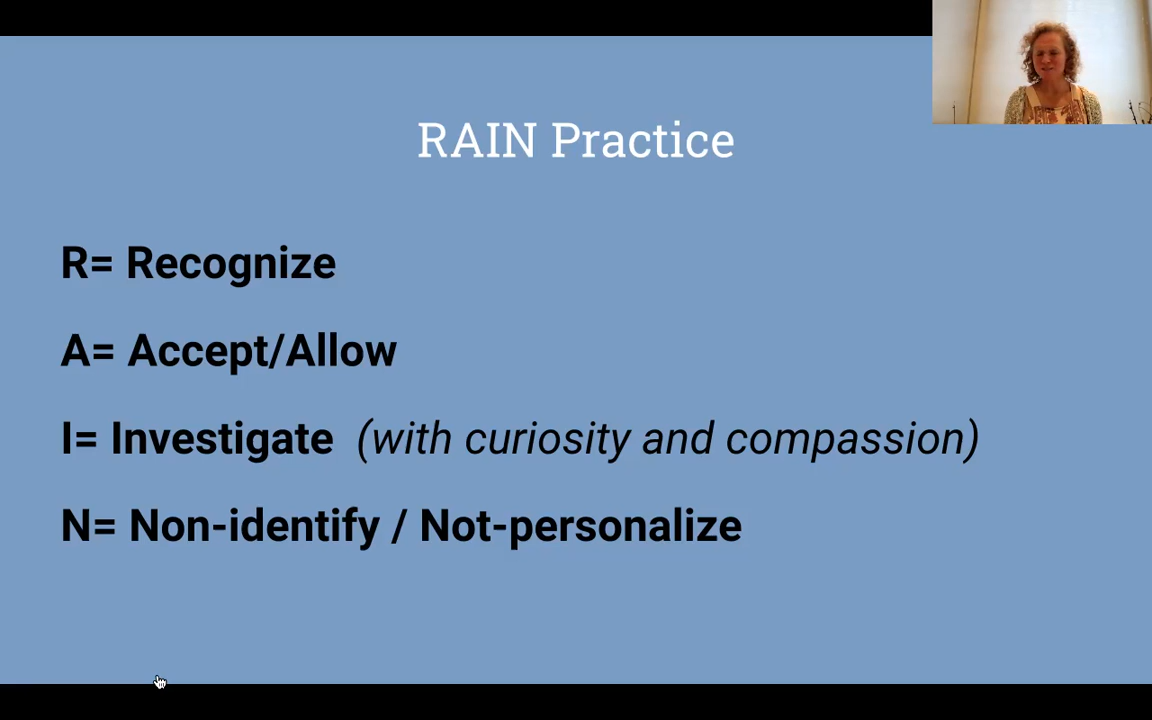 RAIN Practice
R= Recognize
A= Accept/Allow
I= Investigate (with curiosity and compassion)
N= Non-identify / Not-personalize